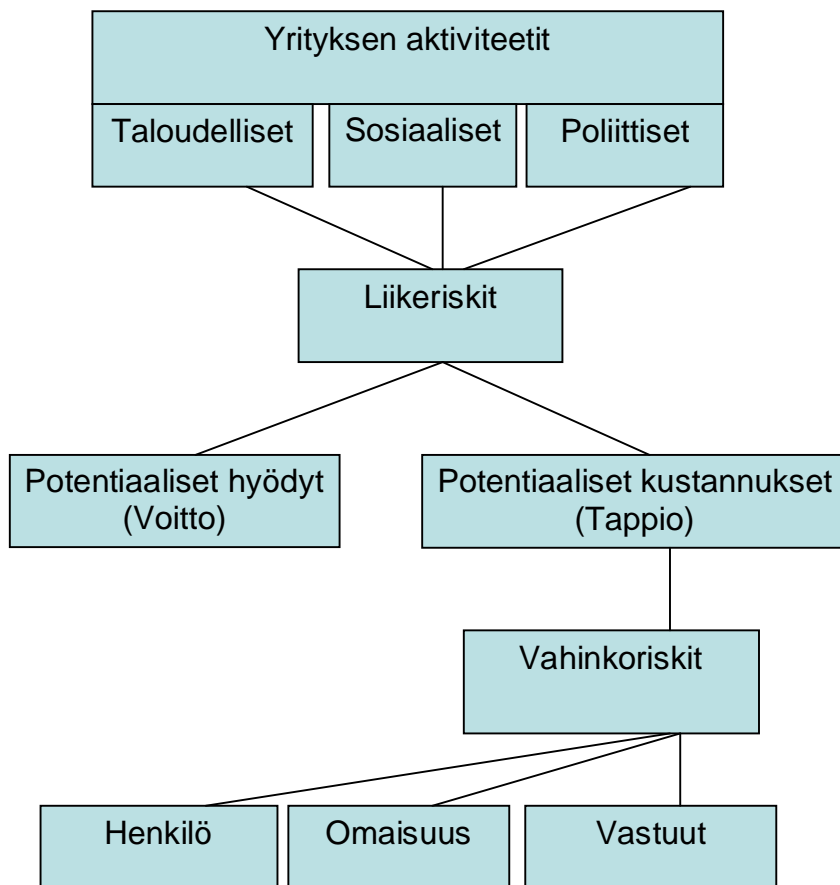 Yrityksen aktiviteetit
Taloudelliset
Sosiaaliset
Poliittiset
Liikeriskit
Potentiaaliset hyödyt
(Voitto)
Potentiaaliset kustannukset
(Tappio)
Vahinkoriskit
Henkilö
Omaisuus
Vastuut